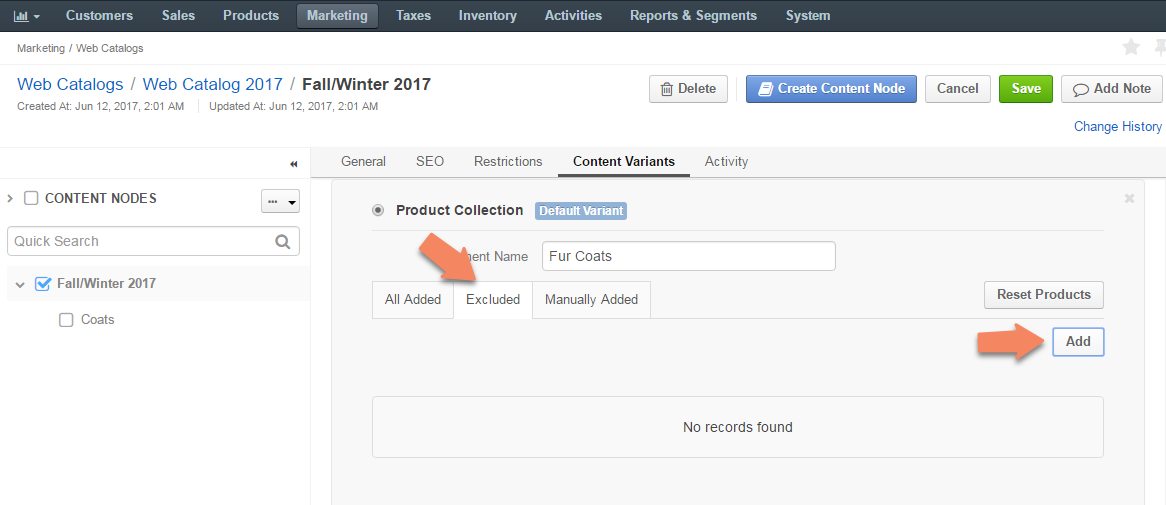 Customers Sales Products Marketing Taxes Inventory Activities Reports & Segments System
Marketing / Web Catalogs
Web Catalogs / Web Catalog 2017 / Fall/Winter 2017
Delete Create Content Node Cancel Save Add Note
Created At: Jun 12, 2017, 2:01 AM Updated At: Jun 12, 2017, 2:01 AM
Change History
General SEO Restrictions Content Variants Activity
CONTENT NODES
Quick Search
Fall/Winter 2017
Coats
Product Collection Default Variant
Name Fur Coats
All Added Excluded Manually Added Reset Products
Add
No records found